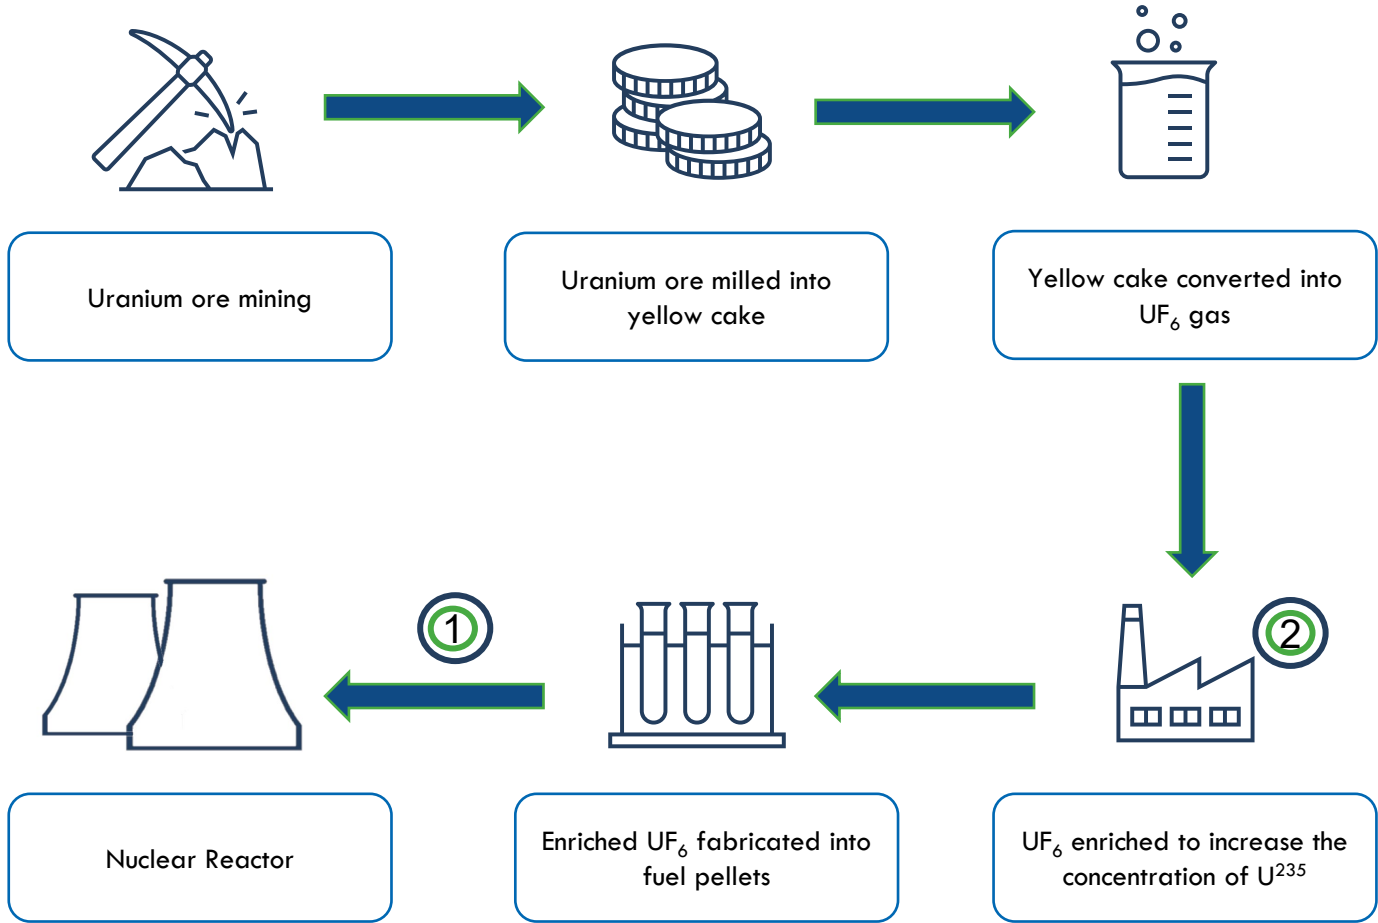 Uranium ore mining
Uranium ore milled into
yellow cake
Yellow cake converted into
UF₆ gas
1
2
Nuclear Reactor
Enriched UF₆ fabricated into
fuel pellets
UF₆ enriched to increase the
concentration of U²³⁵